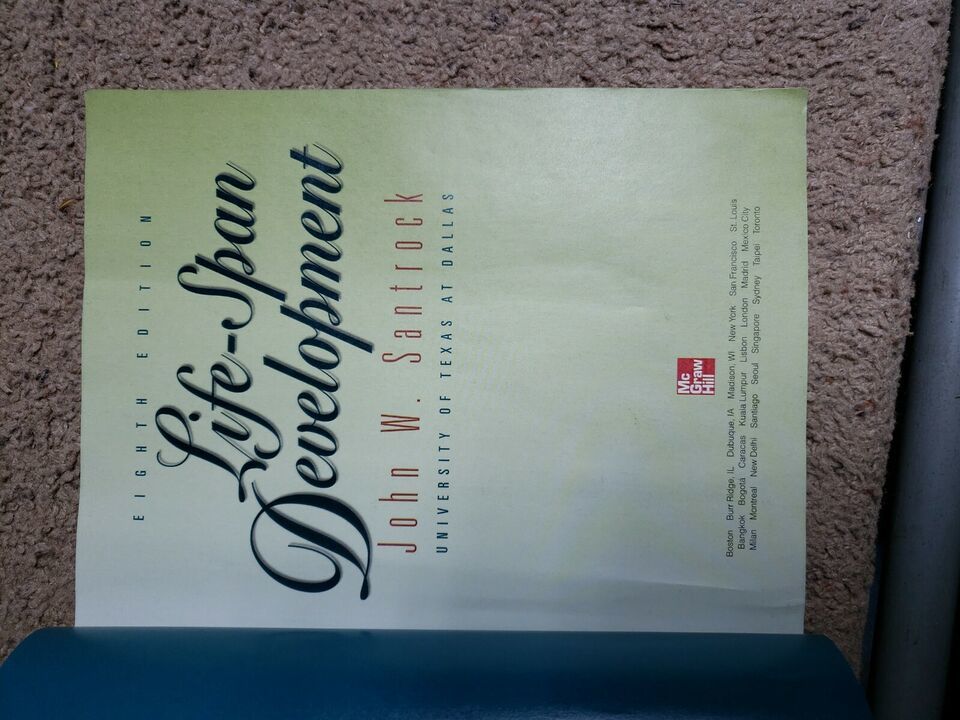 EIGHTH EDITION
Life-Span
Development
John W. Santrock
UNIVERSITY OF TEXAS AT DALLAS
Mc
Graw
Hill
Boston Burr Ridge, IL Dubuque, IA Madison, WI New York San Francisco St. Louis
Bangkok Bogotá Caracas Kuala Lumpur Lisbon London Madrid Mexico City
Milan Montreal New Delhi Santiago Seoul Singapore Sydney Taipei Toronto